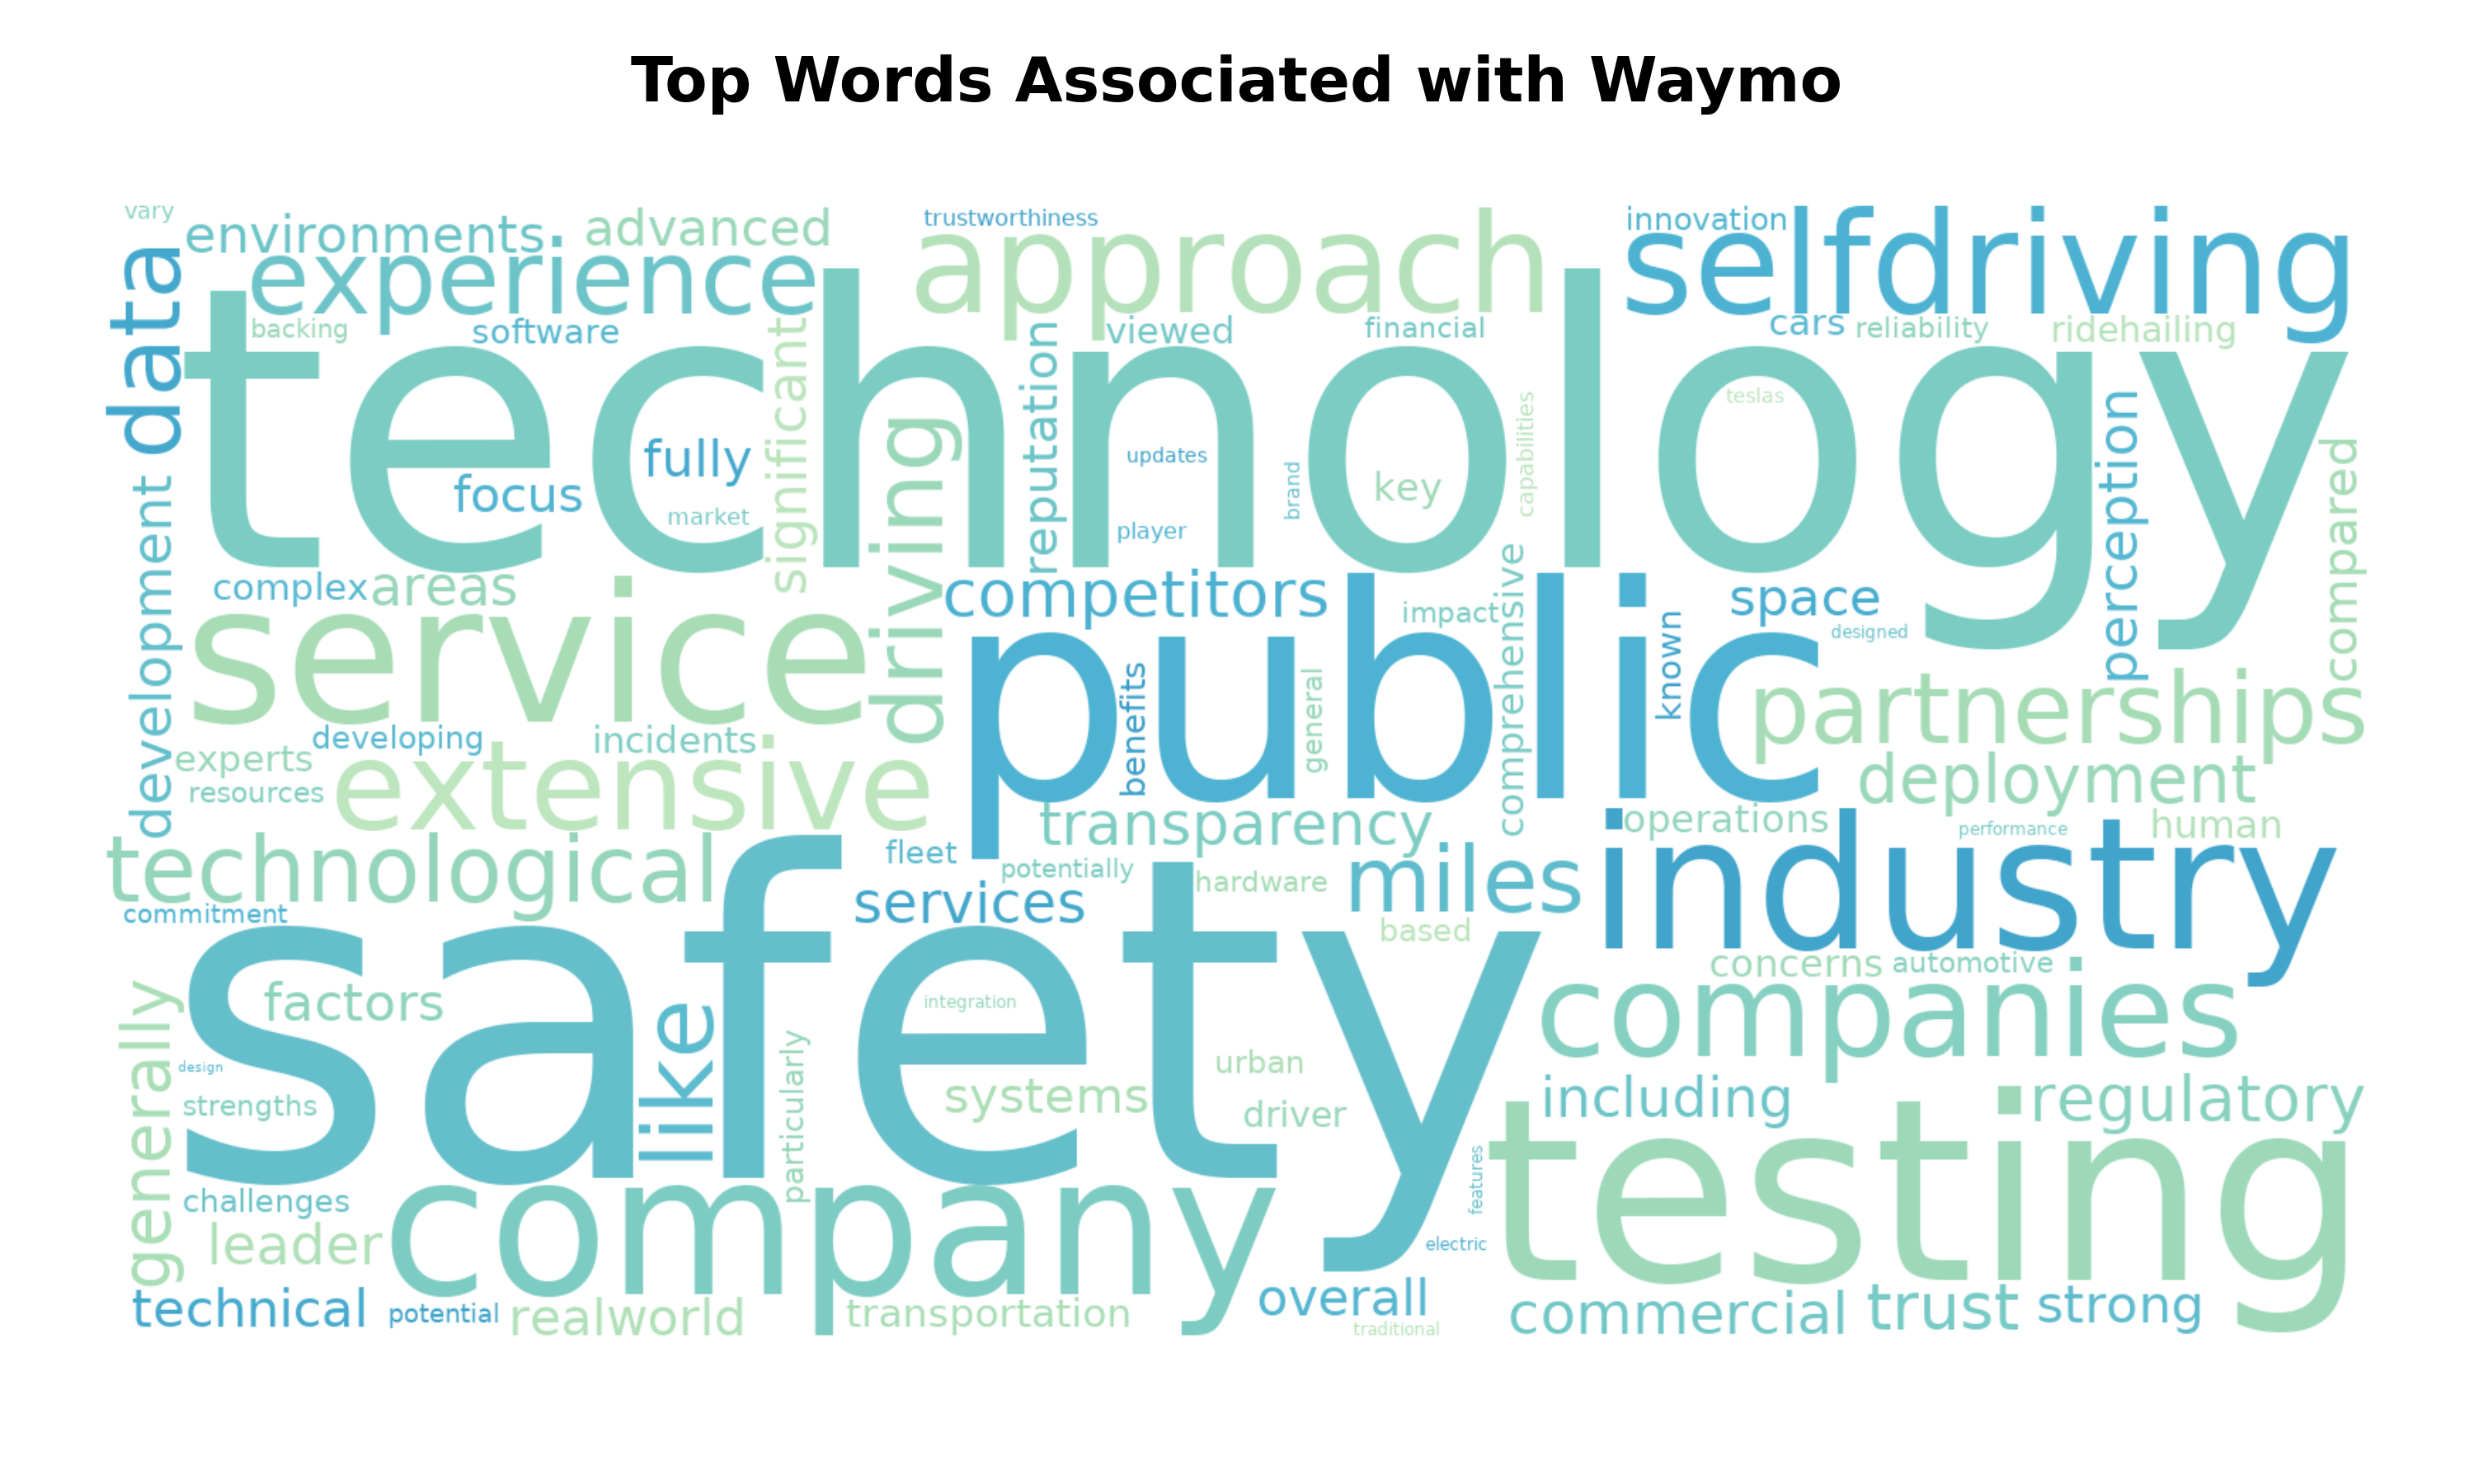 Top Words Associated with Waymo
vary
environments
advanced
trustworthiness
innovation
data
experience
approach
selfdriving
backing
software
significant
reputation
viewed
financial
cars
reliability
ridehailing
technology
teslas
fully
focus
market
driving
updates
player
brand
key
capabilities
perception
compared
development
complex
areas
competitors
impact
comprehensive
space
designed
service
public
benefits
general
known
partnerships
developing
incidents
experts
resources
extensive
deployment
transparency
operations
performance
human
technological
fleet
potentially
hardware
miles
industry
commitment
services
based
safety
concerns
automotive
generally
factors
like
integration
companies
design
strengths
particularly
systems
urban
driver
including
regulatory
testing
features
challenges
leader
company
electric
technical
potential
realworld
transportation
overall
traditional
commercial
trust
strong